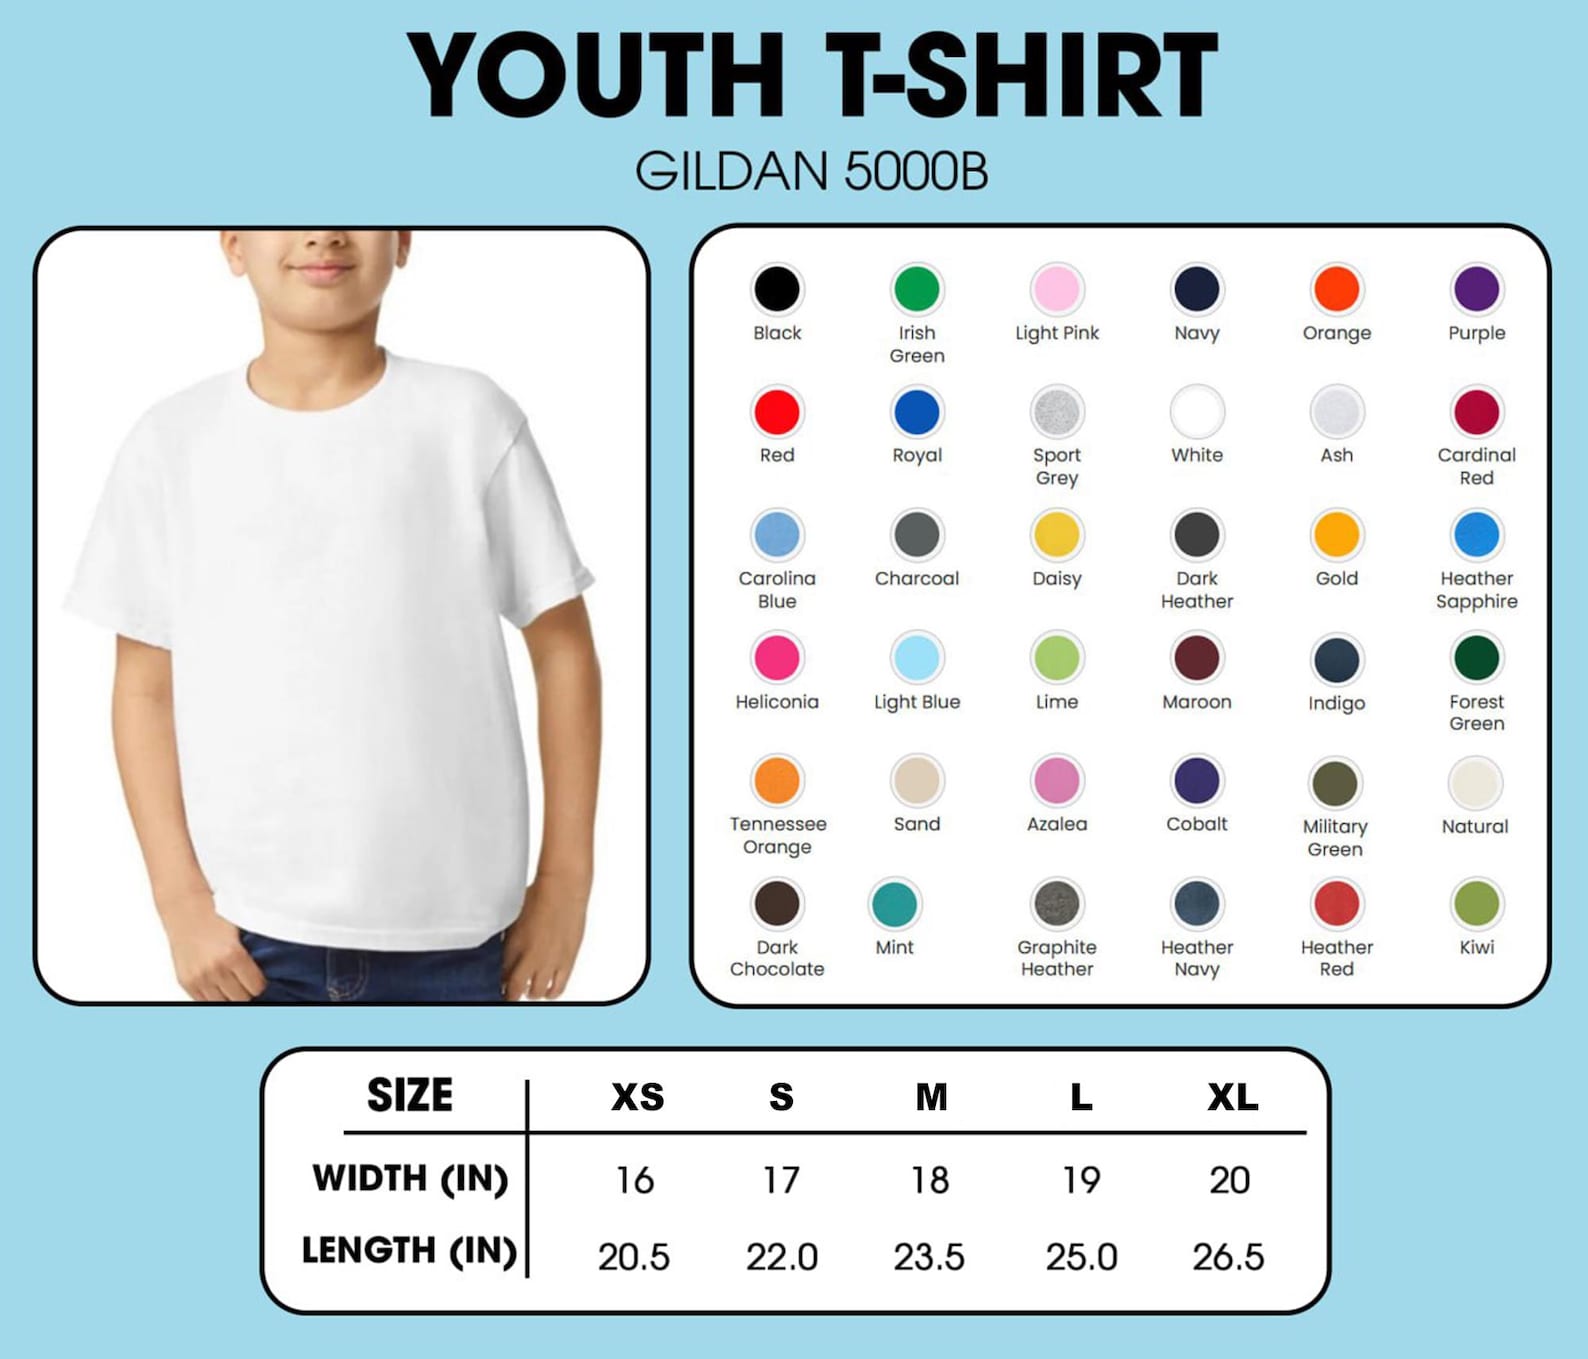 YOUTH T-SHIRT
GILDAN 5000B
Black
Irish
Green
Light Pink
Navy
Orange
Purple
Red
Royal
Sport
Grey
White
Ash
Cardinal
Red
Carolina
Blue
Charcoal
Daisy
Dark
Heather
Gold
Heather
Sapphire
Heliconia
Light Blue
Lime
Maroon
Indigo
Forest
Green
Tennessee
Orange
Sand
Azalea
Cobalt
Military
Green
Natural
Dark
Chocolate
Mint
Graphite
Heather
Heather
Navy
Heather
Red
Kiwi
SIZE XS S M L XL
WIDTH (IN) 16 17 18 19 20
LENGTH (IN) 20.5 22.0 23.5 25.0 26.5